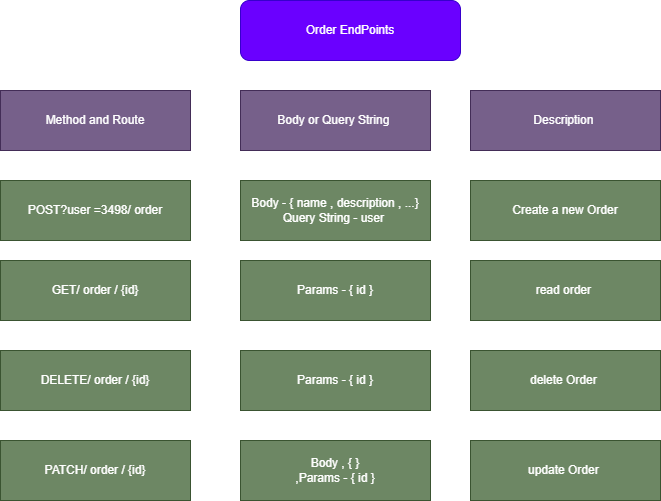 Order EndPoints
Method and Route
Body or Query String
Description
POST?user =3498/ order
Body - { name , description , ...}
Query String - user
Create a new Order
GET/ order / {id}
Params - { id }
read order
DELETE/ order / {id}
Params - { id }
delete Order
PATCH/ order / {id}
Body , { }
,Params - { id }
update Order